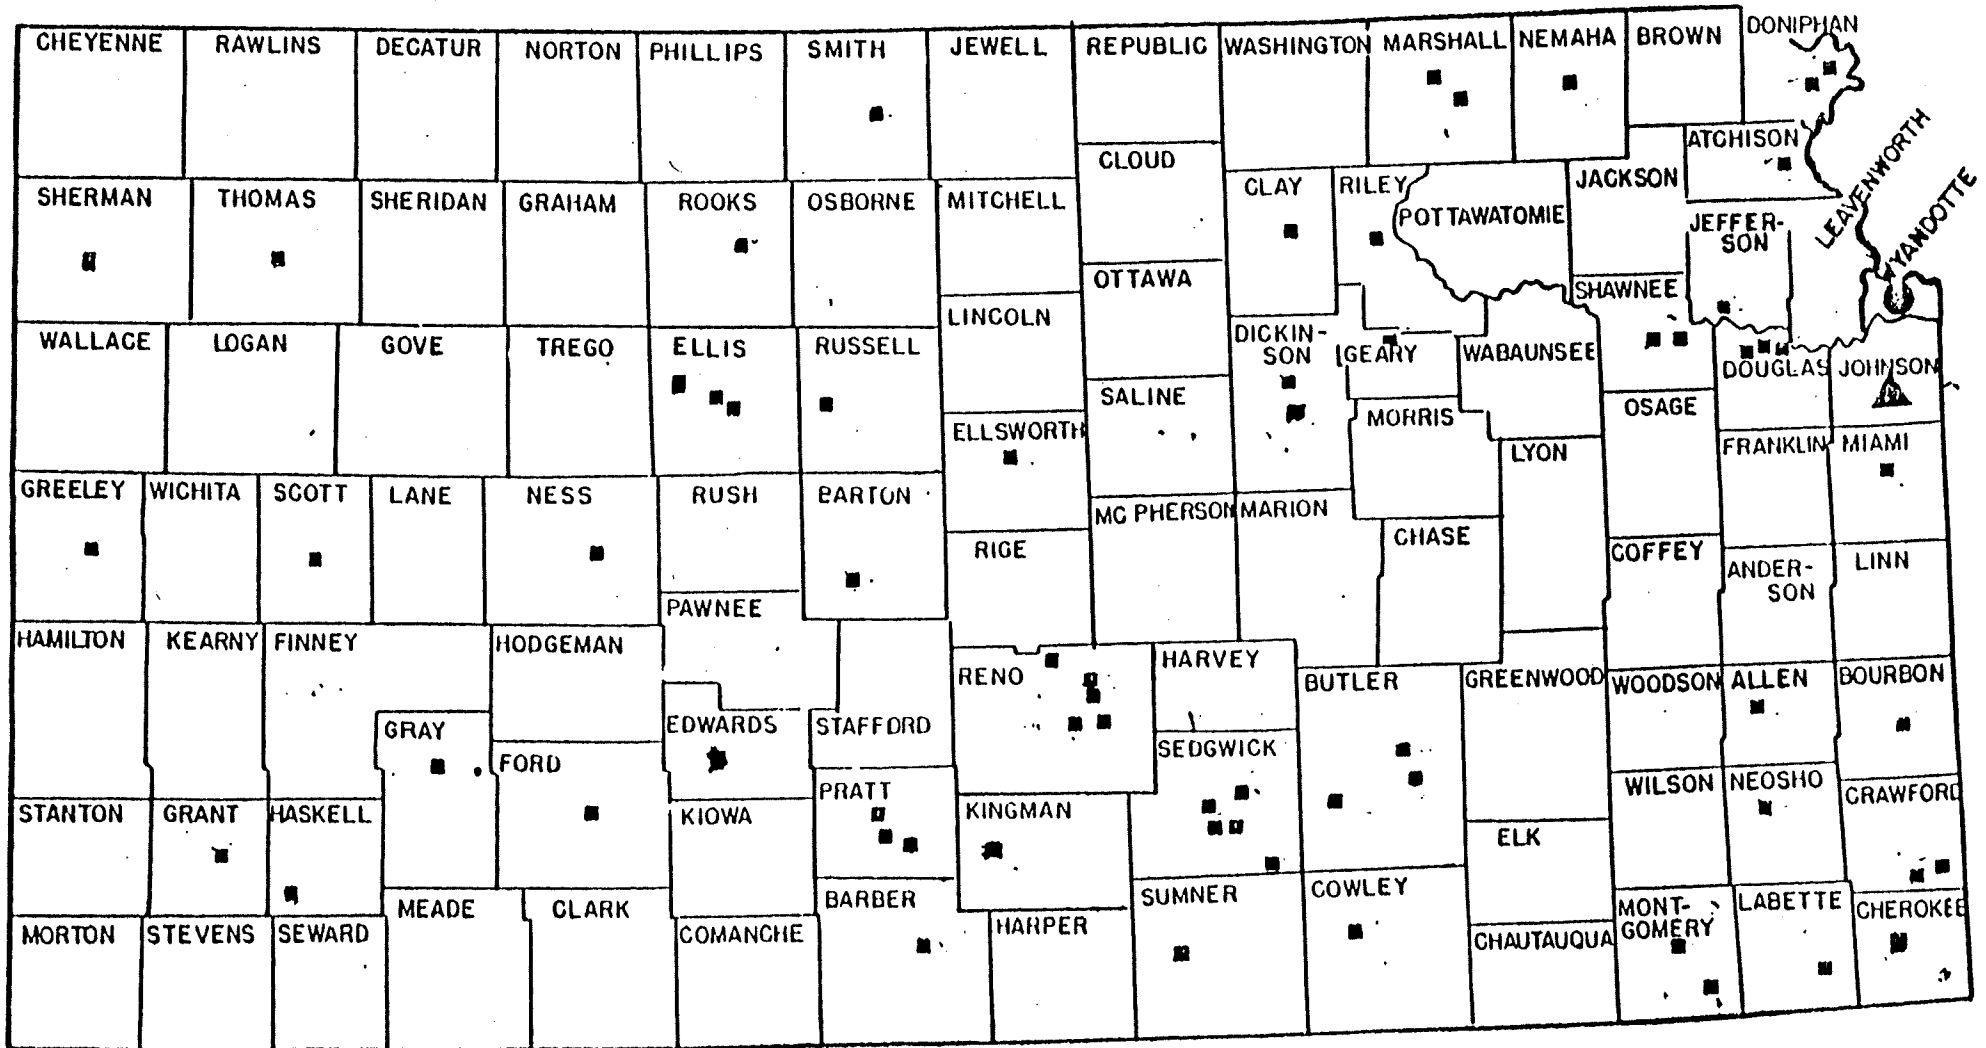 CHEYENNE
RAWLINS
DECATUR
NORTON
PHILLIPS
SMITH
JEWELL
REPUBLIC
WASHINGTON
MARSHALL
NEMAHA
BROWN
DONIPHAN
CLOUD
ATCHISON
LEAVENWORTH
WYANDOTTE
SHERMAN
THOMAS
SHERIDAN
GRAHAM
ROOKS
OSBORNE
MITCHELL
CLAY
RILEY
POTTAWATOMIE
JACKSON
JEFFER-
SON
OTTAWA
SHAWNEE
LINCOLN
WALLACE
LOGAN
GOVE
TREGO
ELLIS
RUSSELL
DICKIN-
SON
GEARY
WABAUNSEE
DOUGLAS
JOHNSON
SALINE
MORRIS
OSAGE
ELLSWORTH
LYON
FRANKLIN
MIAMI
GREELEY
WICHITA
SCOTT
LANE
NESS
RUSH
BARTON
MC PHERSON
MARION
RICE
CHASE
COFFEY
ANDER-
SON
LINN
PAWNEE
HAMILTON
KEARNY
FINNEY
HODGEMAN
RENO
HARVEY
BUTLER
GREENWOOD
WOODSON
ALLEN
BOURBON
GRAY
EDWARDS
STAFFORD
SEDGWICK
FORD
PRATT
WILSON
NEOSHO
CRAWFORD
STANTON
GRANT
HASKELL
KIOWA
KINGMAN
ELK
MEADE
CLARK
BARBER
SUMNER
COWLEY
MONT-
GOMERY
LABETTE
CHEROKEE
MORTON
STEVENS
SEWARD
COMANCHE
HARPER
CHAUTAUQUA